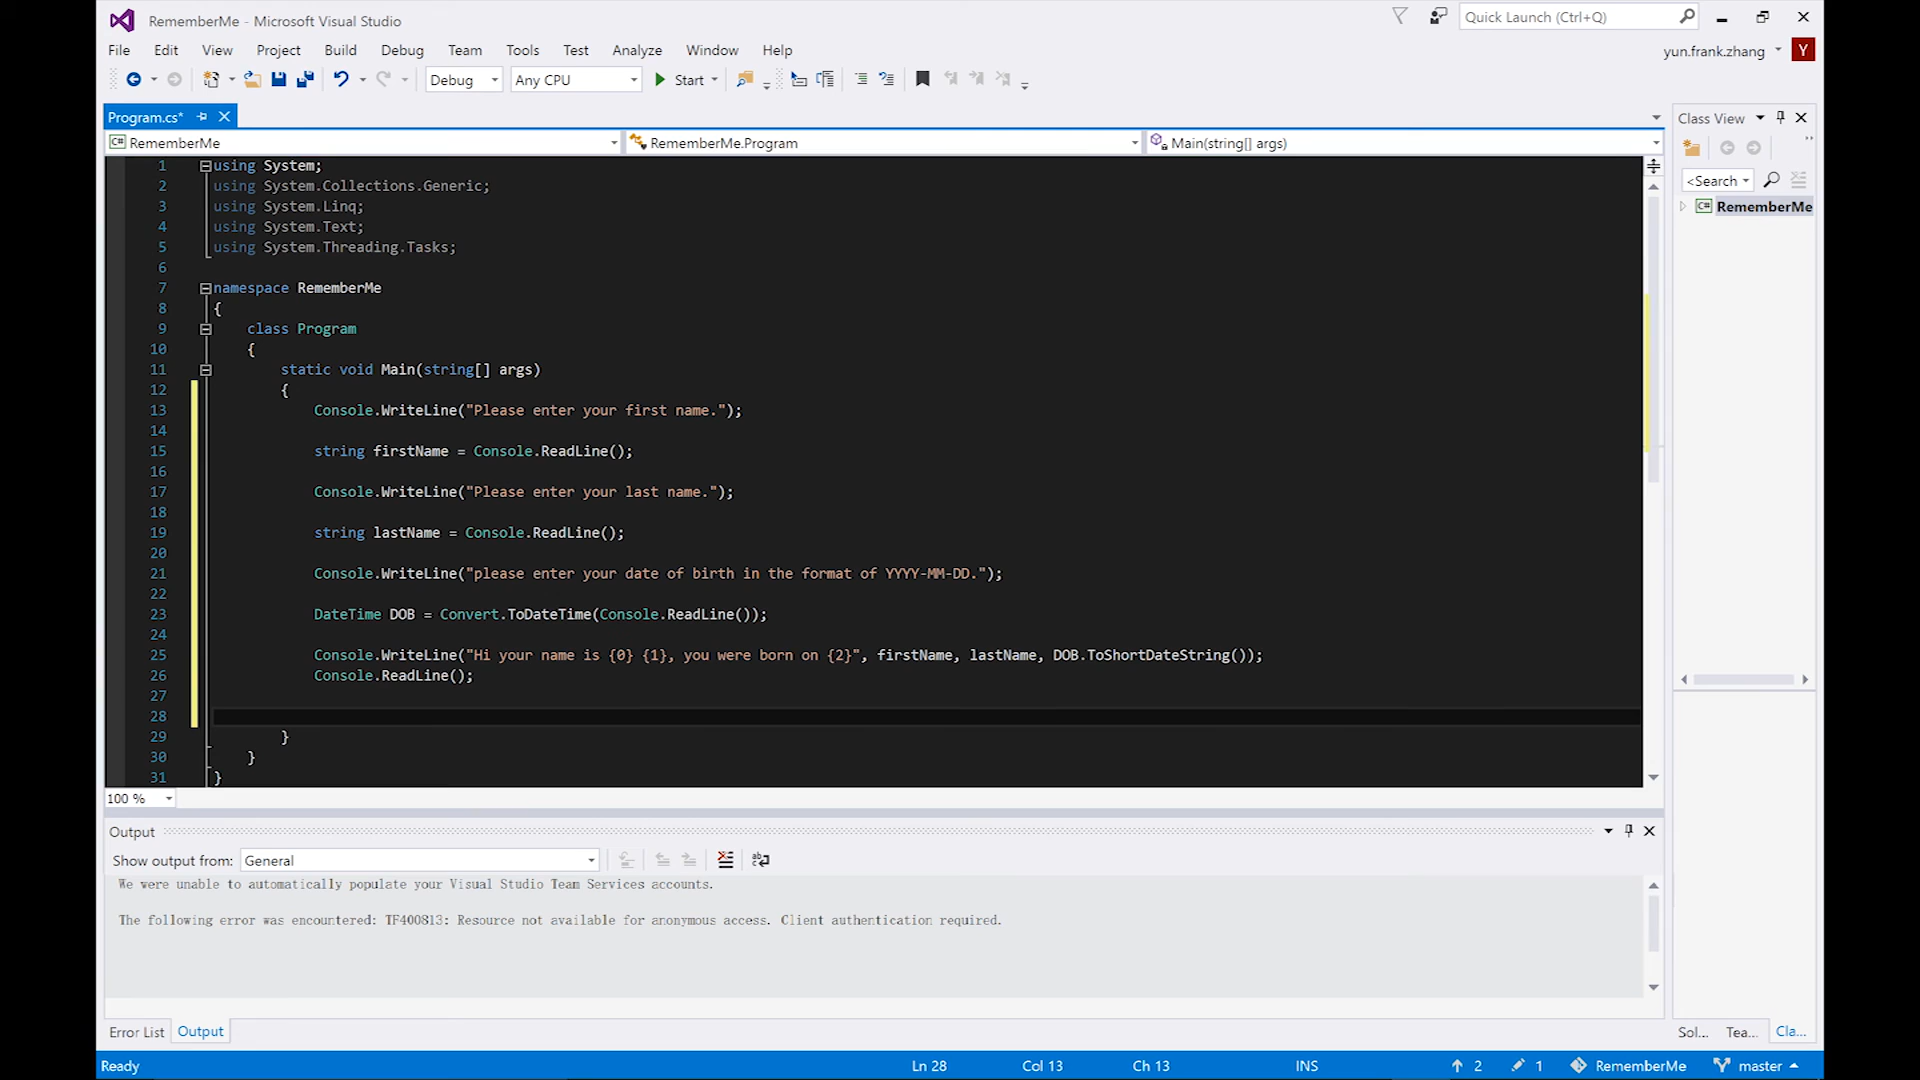 RememberMe - Microsoft Visual Studio
Quick Launch (Ctrl+Q)
File Edit View Project Build Debug Team Tools Test Analyze Window Help
yun.frank.zhang Y
Debug Any CPU Start
Program.cs*
Class View
RememberMe RememberMe.Program Main(string[] args)
<Search
RememberMe
1 using System;
2 using System.Collections.Generic;
3 using System.Linq;
4 using System.Text;
5 using System.Threading.Tasks;
6
7 namespace RememberMe
8 {
9 class Program
10 {
11 static void Main(string[] args)
12 {
13 Console.WriteLine("Please enter your first name.");
14
15 string firstName = Console.ReadLine();
16
17 Console.WriteLine("Please enter your last name.");
18
19 string lastName = Console.ReadLine();
20
21 Console.WriteLine("please enter your date of birth in the format of YYYY-MM-DD.");
22
23 DateTime DOB = Convert.ToDateTime(Console.ReadLine());
24
25 Console.WriteLine("Hi your name is {0} {1}, you were born on {2}", firstName, lastName, DOB.ToShortDateString());
26 Console.ReadLine();
27
28
29 }
30 }
31 }
100 %
Output
Show output from: General
We were unable to automatically populate your Visual Studio Team Services accounts.
The following error was encountered: TF400813: Resource not available for anonymous access. Client authentication required.
Error List Output
Sol... Tea... Cla...
Ready Ln 28 Col 13 Ch 13 INS 2 1 RememberMe master